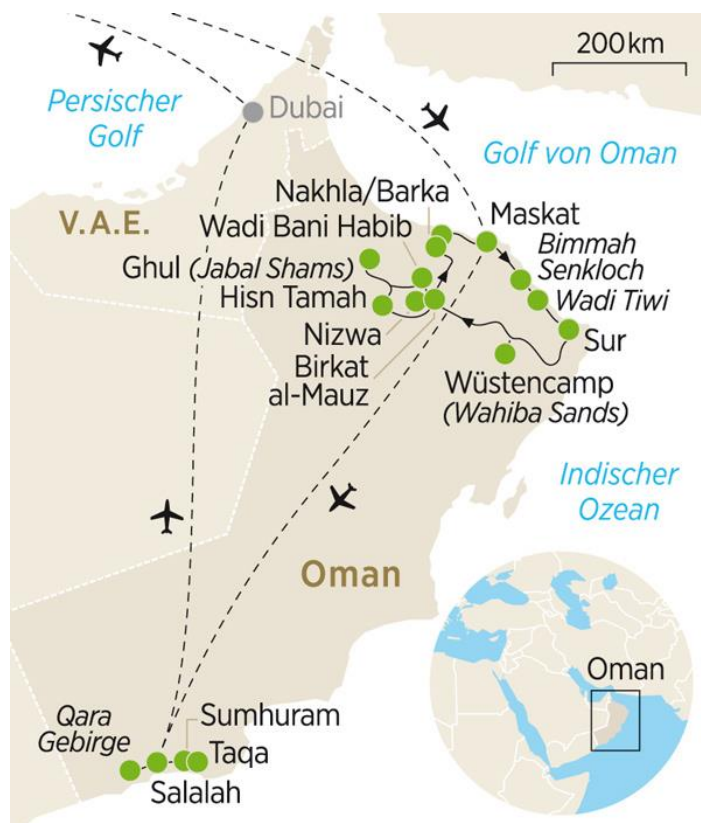 200 km
Persischer
Golf
Dubai
Golf von Oman
Nakhla/Barka
V.A.E.
Wadi Bani Habib
Maskat
Bimmah
Senkloch
Ghul (Jabal Shams)
Wadi Tiwi
Hisn Tamah
Nizwa
Sur
Birkat
al-Mauz
Wüstencamp
(Wahiba Sands)
Indischer
Ozean
Oman
Oman
Qara
Gebirge
Sumhuram
Taqa
Salalah